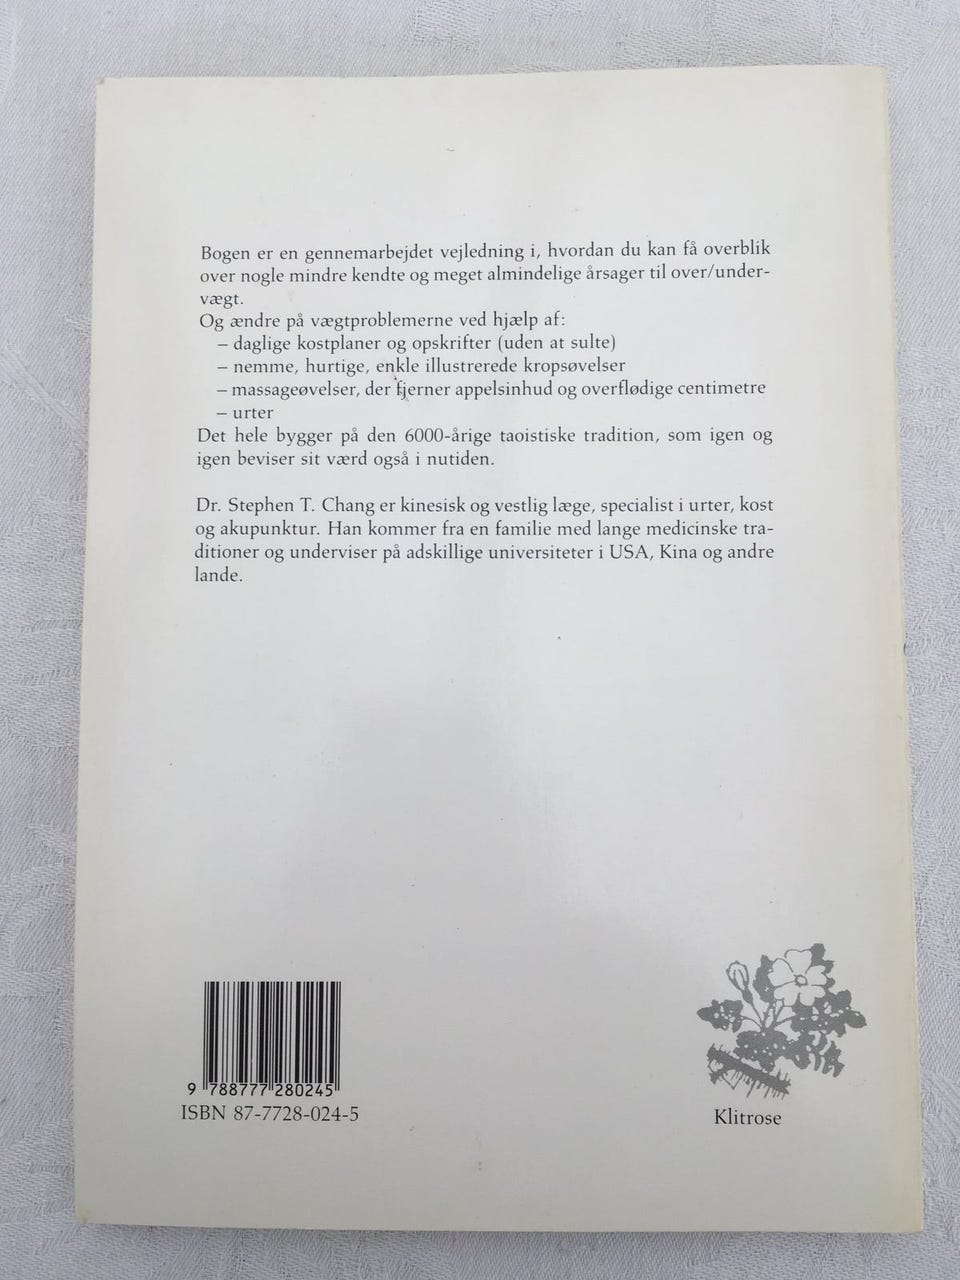 Bogen er en gennemarbejdet vejledning i, hvordan du kan få overblik
over nogle mindre kendte og meget almindelige årsager til over/under-
vægt.
Og ændre på vægtproblemerne ved hjælp af:
– daglige kostplaner og opskrifter (uden at sulte)
– nemme, hurtige, enkle illustrerede kropsøvelser
– massageøvelser, der fjerner appelsinhud og overflødige centimetre
– urter
Det hele bygger på den 6000-årige taoistiske tradition, som igen og
igen beviser sit værd også i nutiden.
Dr. Stephen T. Chang er kinesisk og vestlig læge, specialist i urter, kost
og akupunktur. Han kommer fra en familie med lange medicinske tra-
ditioner og underviser på adskillige universiteter i USA, Kina og andre
lande.
9 788777 280245
ISBN 87-7728-024-5
Klitrose